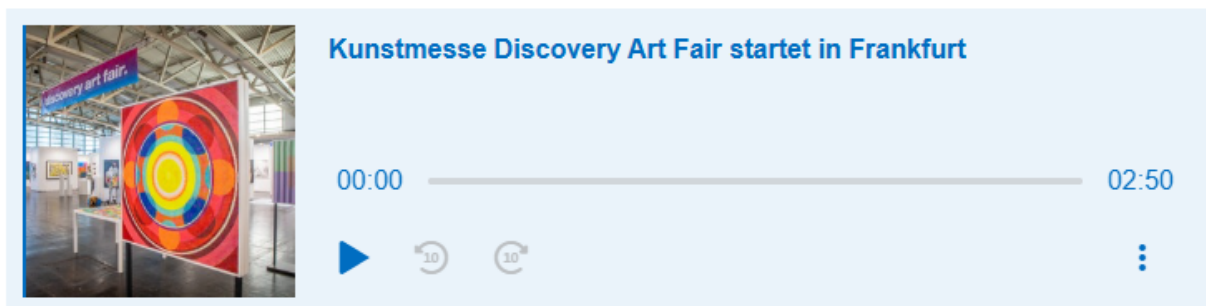 discovery art fair.
Kunstmesse Discovery Art Fair startet in Frankfurt
00:00 02:50
10 10